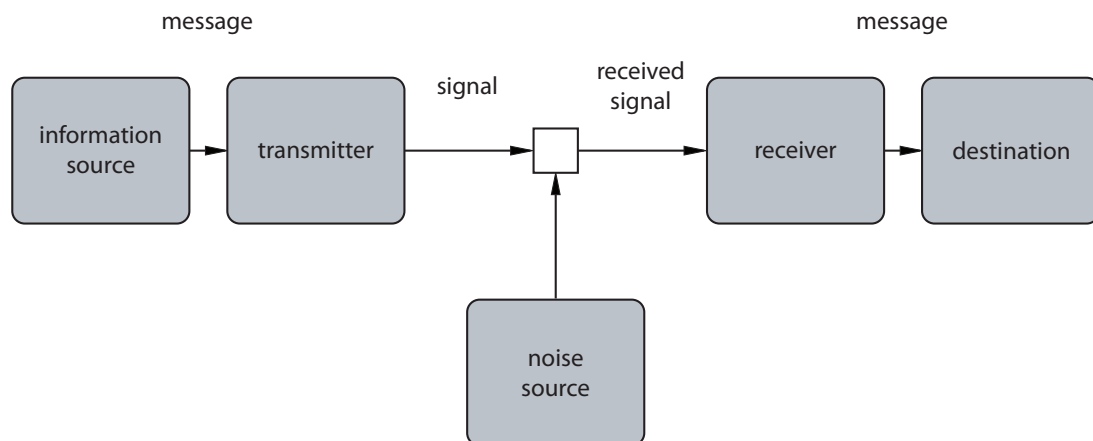 message
message
signal
received
signal
information
source
transmitter
receiver
destination
noise
source